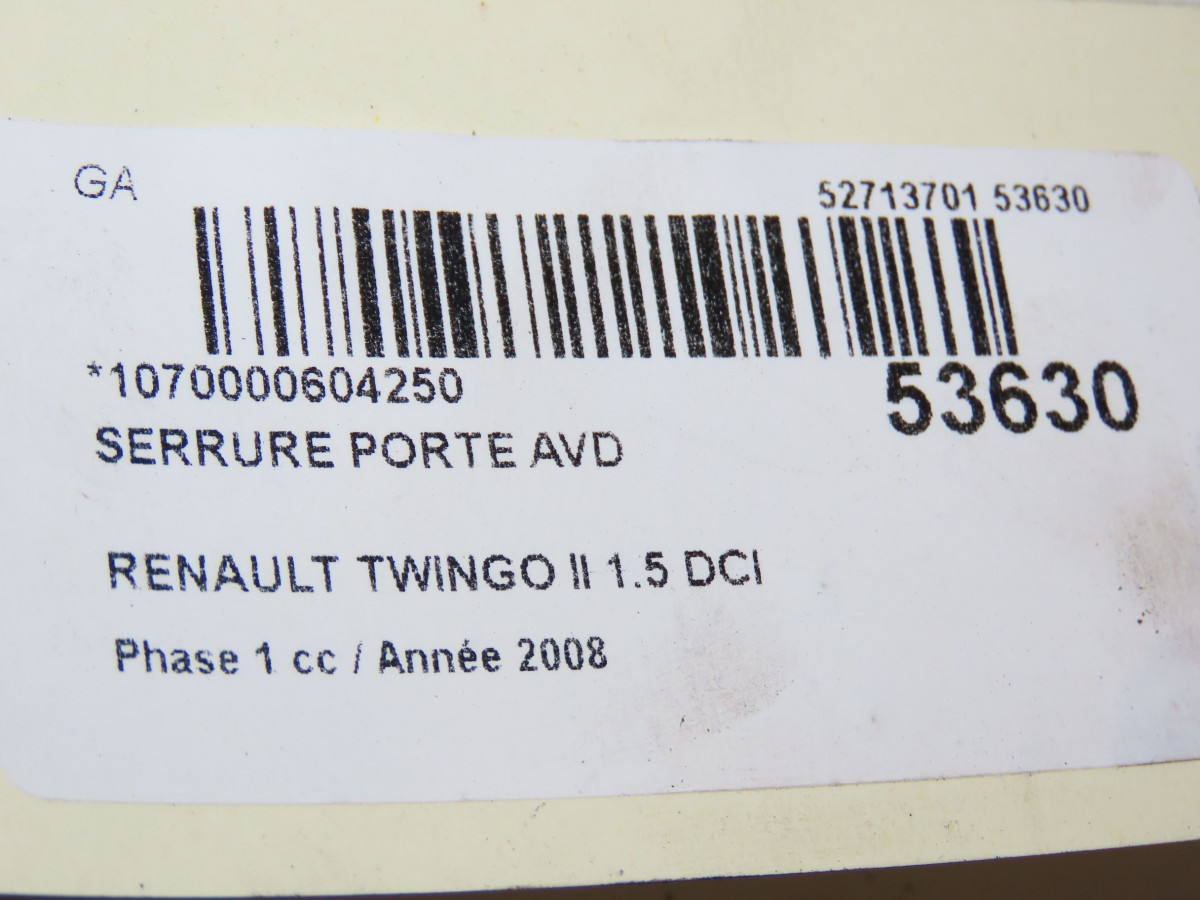 GA
52713701 53630
*1070000604250
53630
SERRURE PORTE AVD
RENAULT TWINGO II 1.5 DCI
Phase 1 cc / Année 2008